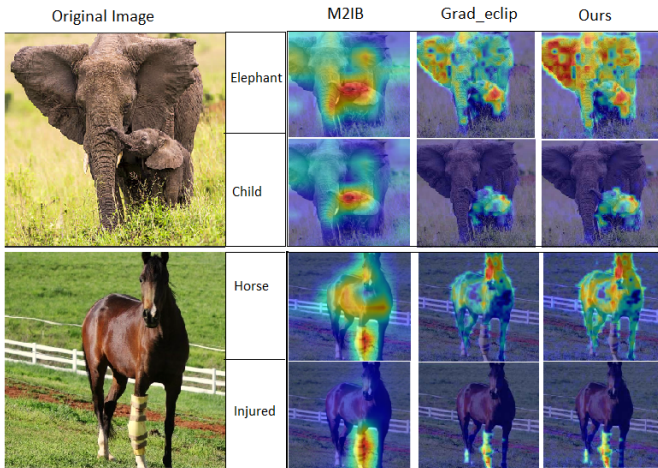 Original Image
M2IB
Grad_eclip
Ours
Elephant
Child
Horse
Injured